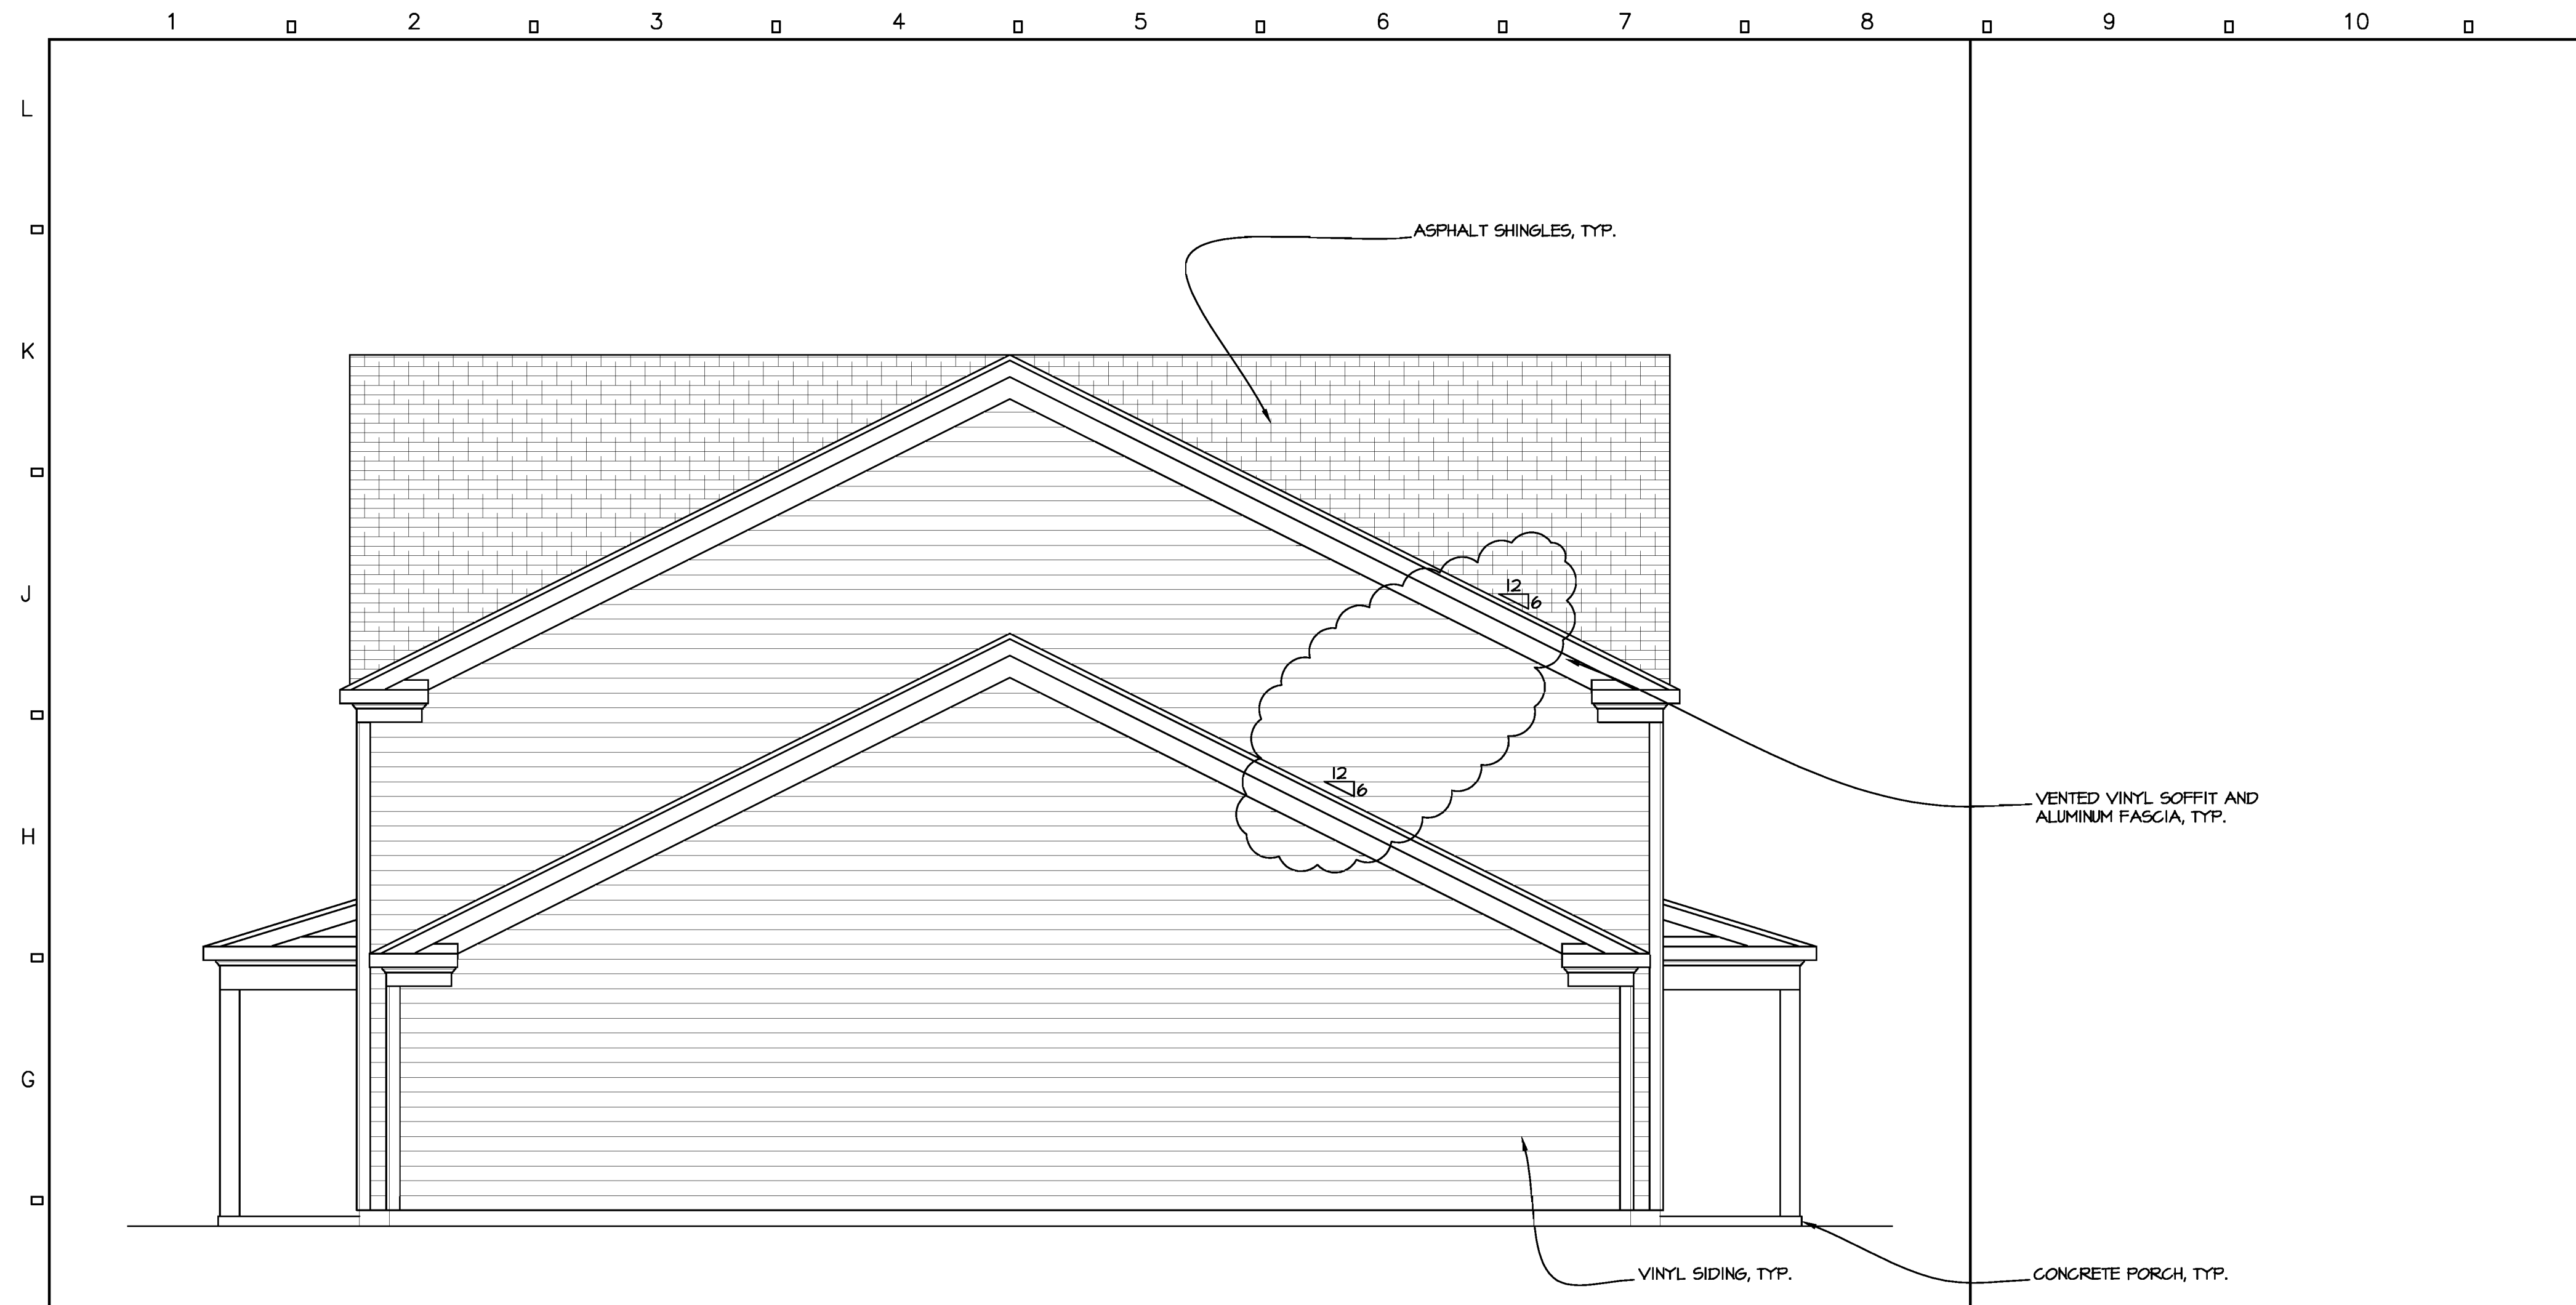 1 2 3 4 5 6 7 8 9 10
L
ASPHALT SHINGLES, TYP.
K
J
12
6
12
6
VENTED VINYL SOFFIT AND
ALUMINUM FASCIA, TYP.
H
G
VINYL SIDING, TYP.
CONCRETE PORCH, TYP.